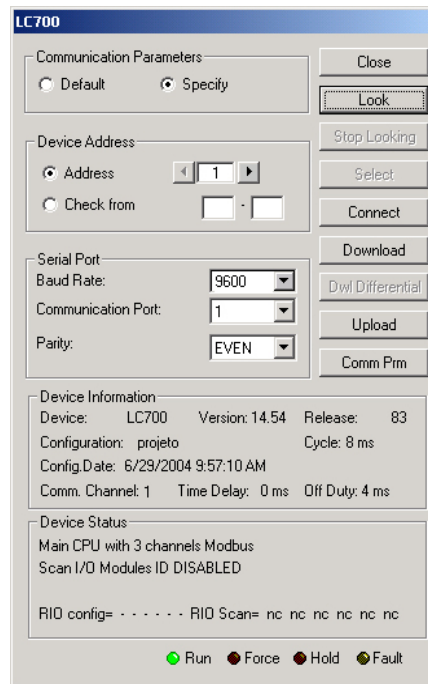 LC700
Communication Parameters
Default Specify
Close
Look
Stop Looking
Select
Connect
Download
Dwl Differential
Upload
Comm Prm
Device Address
Address 1
Check from -
Serial Port
Baud Rate: 9600
Communication Port: 1
Parity: EVEN
Device Information
Device: LC700 Version: 14.54 Release: 83
Configuration: projeto Cycle: 8 ms
Config.Date: 6/29/2004 9:57:10 AM
Comm. Channel: 1 Time Delay: 0 ms Off Duty: 4 ms
Device Status
Main CPU with 3 channels Modbus
Scan I/O Modules ID DISABLED
RIO config= - - - - - - RIO Scan= nc nc nc nc nc nc
Run Force Hold Fault